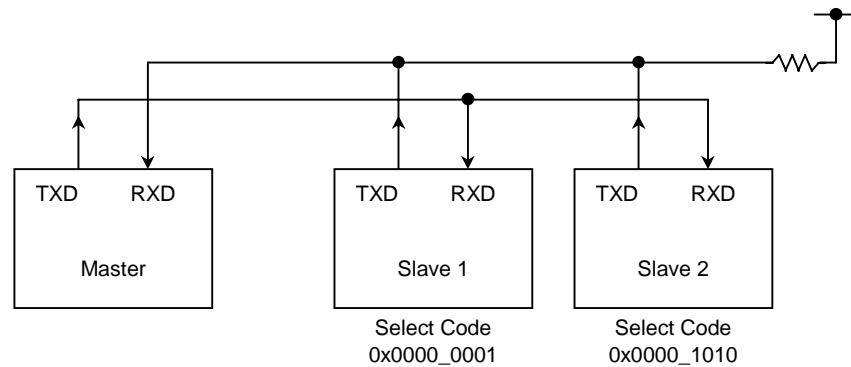 TXD RXD TXD RXD TXD RXD
Master Slave 1 Slave 2
Select Code Select Code
0x0000_0001 0x0000_1010